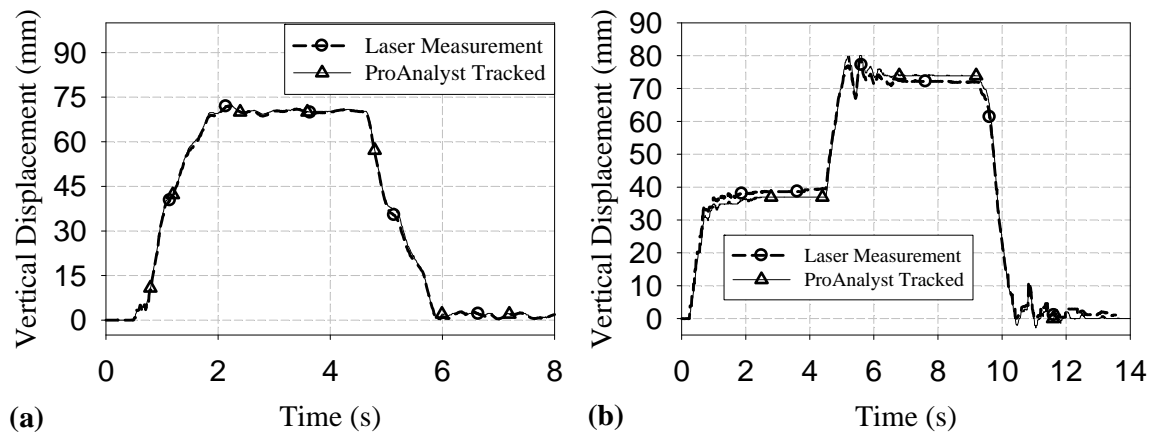 Vertical Displacement (mm)
90
75
60
45
30
15
0
Laser Measurement
ProAnalyst Tracked
0 2 4 6 8
(a) Time (s)
Vertical Displacement (mm)
90
80
70
60
50
40
30
20
10
0
Laser Measurement
ProAnalyst Tracked
0 2 4 6 8 10 12 14
(b) Time (s)